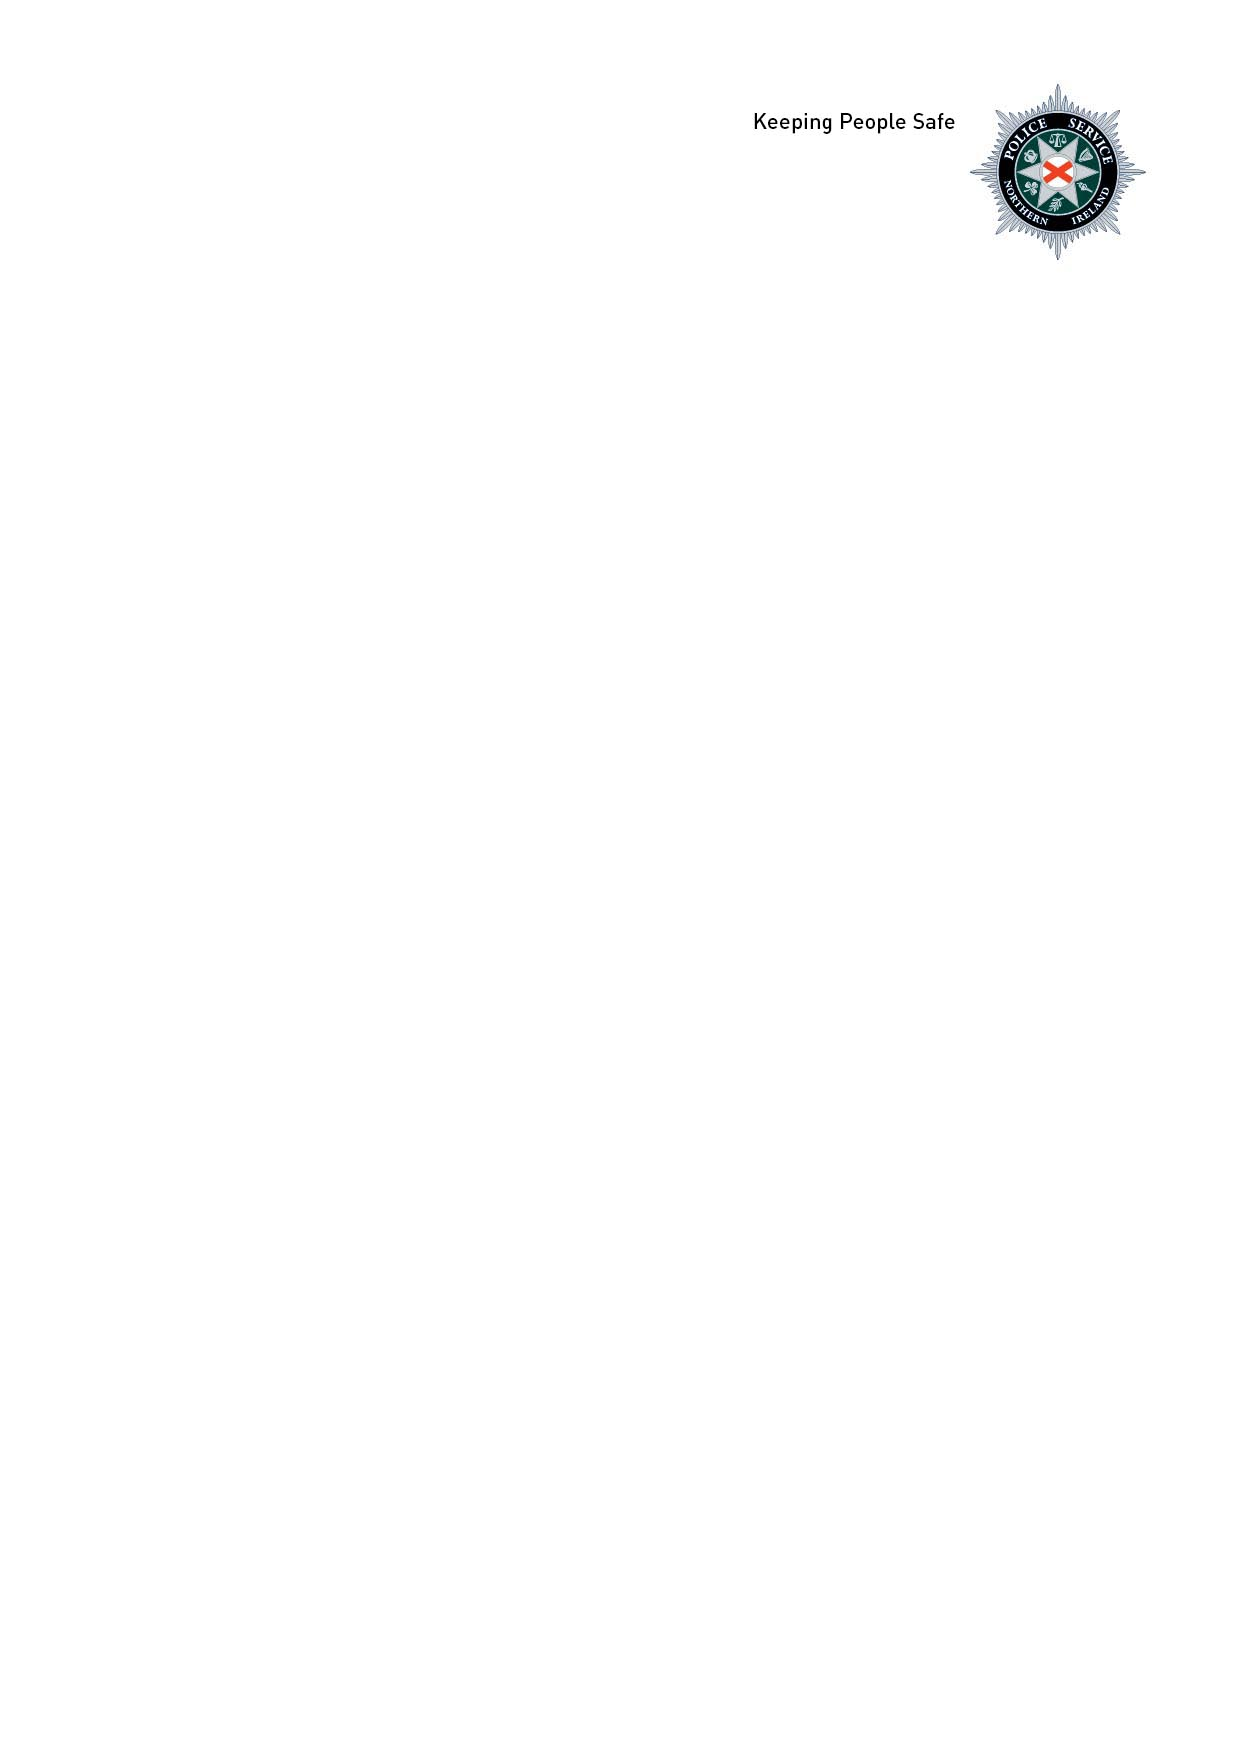 Keeping People Safe
POLICE SERVICE
NORTHERN IRELAND